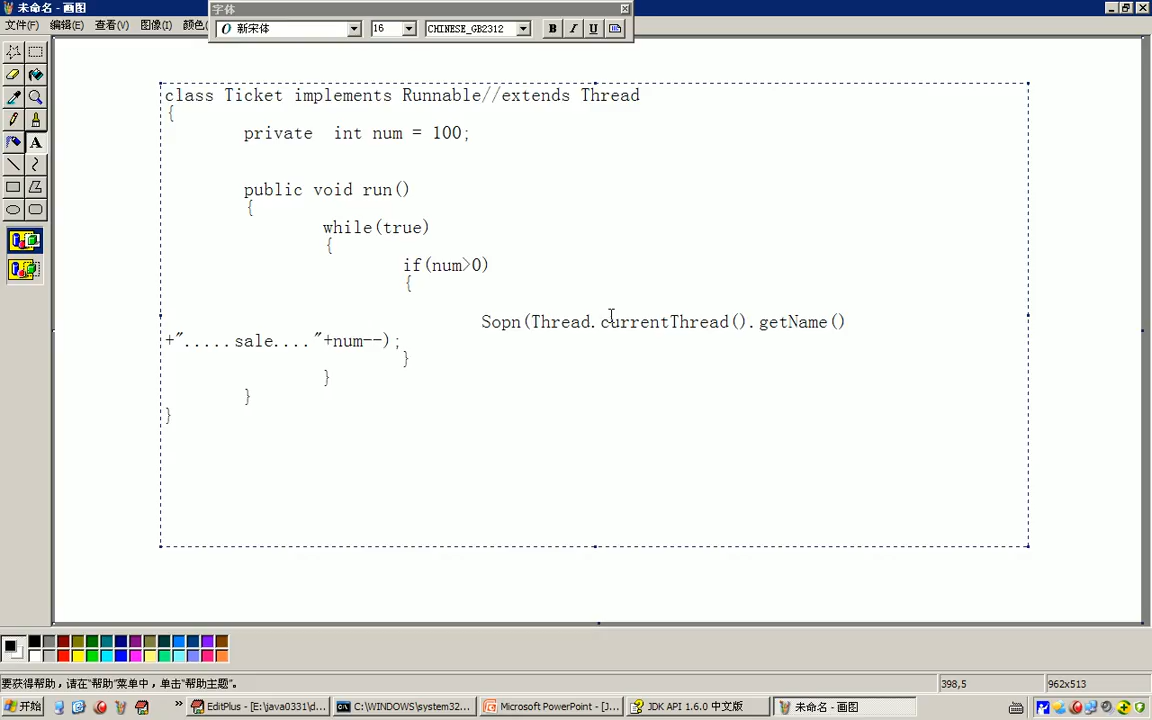 未命名 - 画图
字体
文件(F) 编辑(E) 查看(V) 图像(I) 颜色(
新宋体 16 CHINESE_GB2312 B I U
class Ticket implements Runnable//extends Thread
{
private  int num = 100;
public void run()
{
while(true)
{
if(num>0)
{
Sopn(Thread.currentThread().getName()
+".....sale...."+num--);
}
}
}
}
要获得帮助，请在“帮助”菜单中，单击“帮助主题”。 398,5 962x513
开始 » EditPlus - [E:\java0331\d... C:\WINDOWS\system32... Microsoft PowerPoint - [J... JDK API 1.6.0 中文版 未命名 - 画图